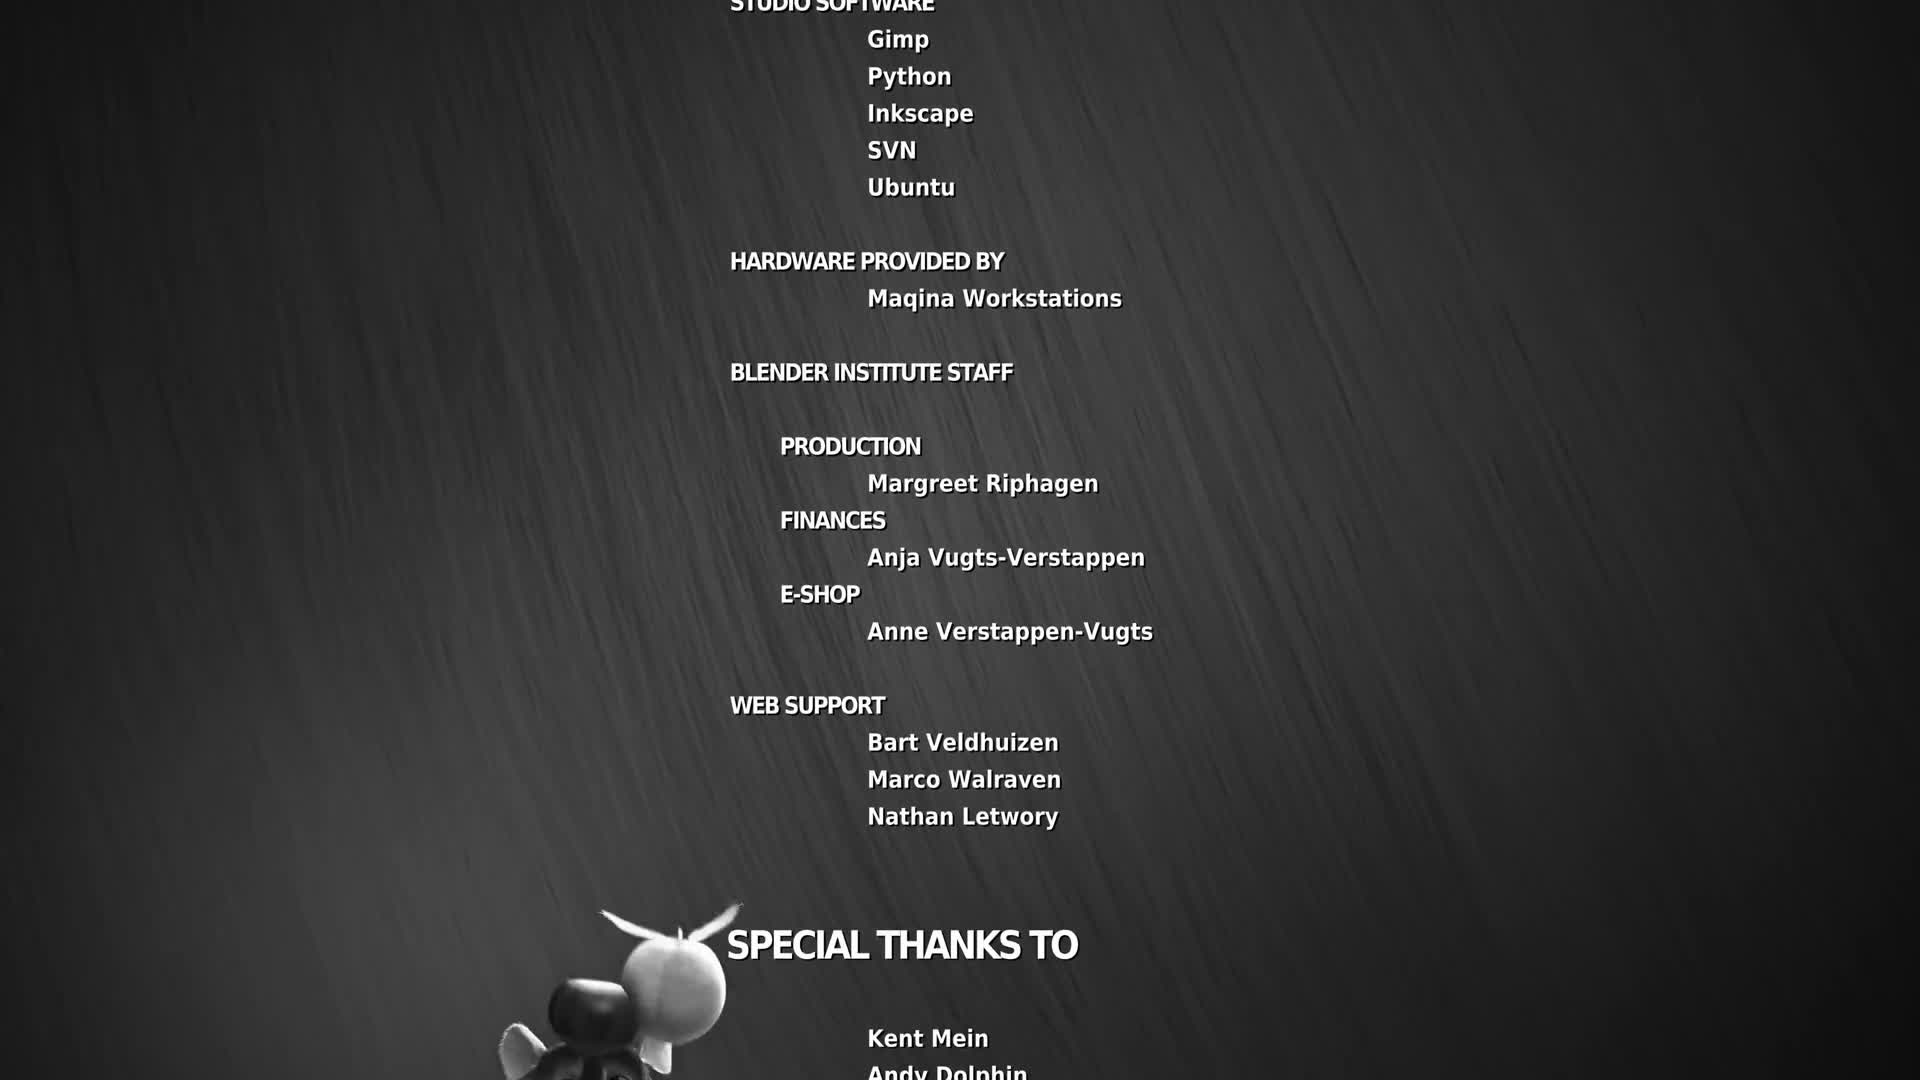 STUDIO SOFTWARE
Gimp
Python
Inkscape
SVN
Ubuntu
HARDWARE PROVIDED BY
Maqina Workstations
BLENDER INSTITUTE STAFF
PRODUCTION
Margreet Riphagen
FINANCES
Anja Vugts-Verstappen
E-SHOP
Anne Verstappen-Vugts
WEB SUPPORT
Bart Veldhuizen
Marco Walraven
Nathan Letwory
SPECIAL THANKS TO
Kent Mein
Andy Dolphin